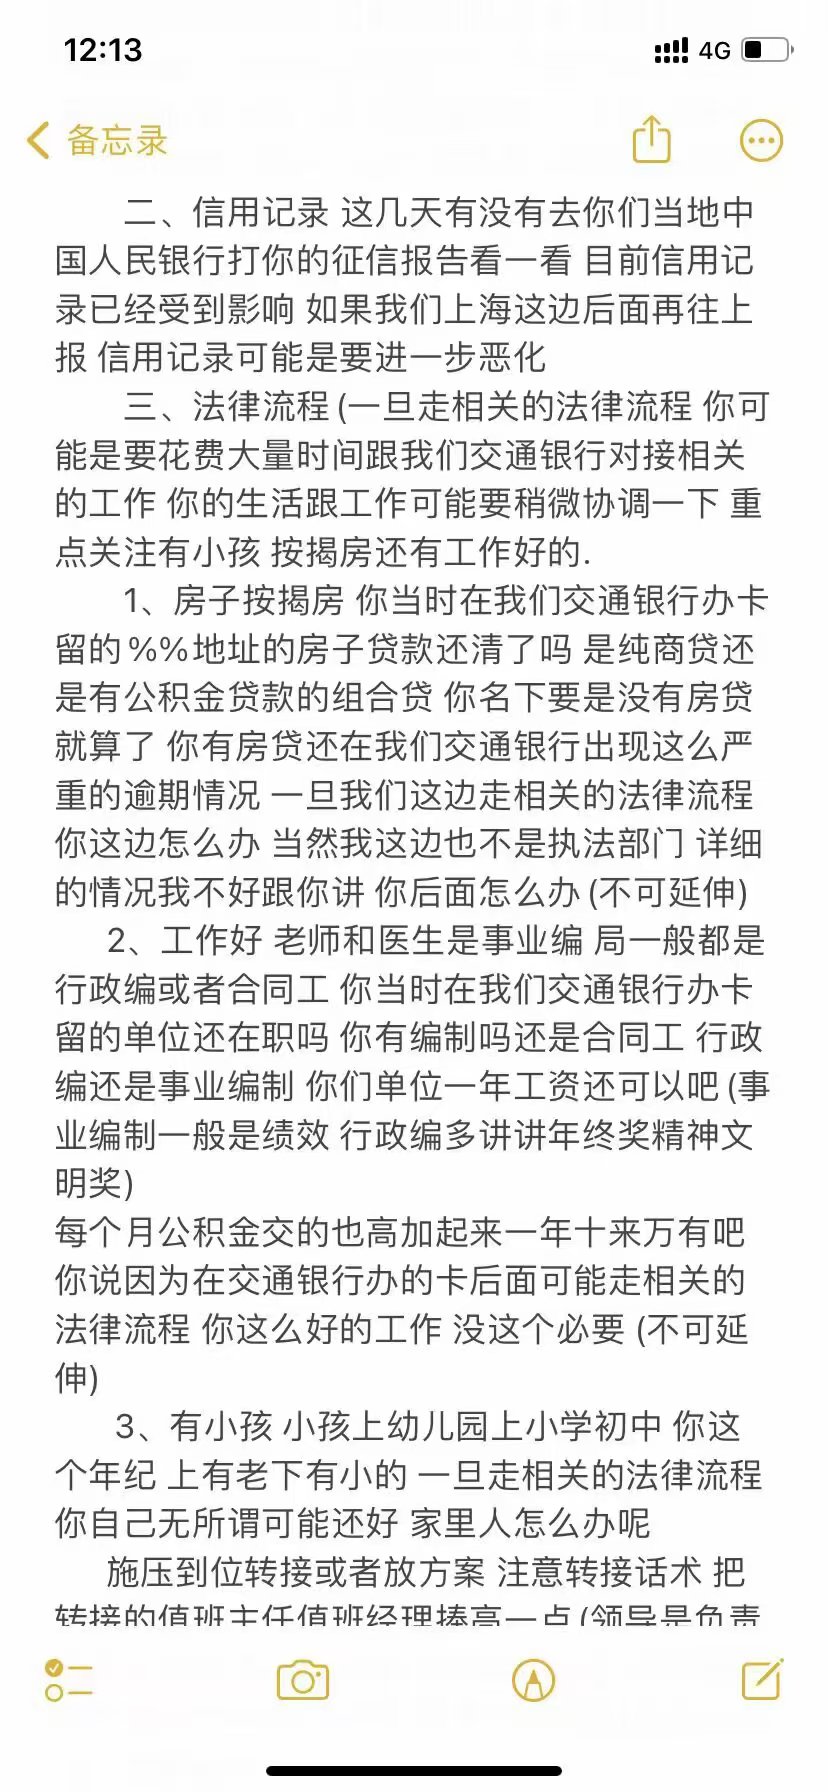 12:13
4G
备忘录
二、信用记录 这几天有没有去你们当地中
国人民银行打你的征信报告看一看 目前信用记
录已经受到影响 如果我们上海这边后面再往上
报 信用记录可能是要进一步恶化
三、法律流程(一旦走相关的法律流程 你可
能是要花费大量时间跟我们交通银行对接相关
的工作 你的生活跟工作可能要稍微协调一下 重
点关注有小孩 按揭房还有工作好的.
1、房子按揭房 你当时在我们交通银行办卡
留的%%地址的房子贷款还清了吗 是纯商贷还
是有公积金贷款的组合贷 你名下要是没有房贷
就算了 你有房贷还在我们交通银行出现这么严
重的逾期情况 一旦我们这边走相关的法律流程
你这边怎么办 当然我这边也不是执法部门 详细
的情况我不好跟你讲 你后面怎么办(不可延伸)
2、工作好 老师和医生是事业编 局一般都是
行政编或者合同工 你当时在我们交通银行办卡
留的单位还在职吗 你有编制吗还是合同工 行政
编还是事业编制 你们单位一年工资还可以吧(事
业编制一般是绩效 行政编多讲讲年终奖精神文
明奖)
每个月公积金交的也高加起来一年十来万有吧
你说因为在交通银行办的卡后面可能走相关的
法律流程 你这么好的工作 没这个必要 (不可延
伸)
3、有小孩 小孩上幼儿园上小学初中 你这
个年纪 上有老下有小的 一旦走相关的法律流程
你自己无所谓可能还好 家里人怎么办呢
施压到位转接或者放方案 注意转接话术 把
转接的值班主任值班经理捧高一点(领导是负责